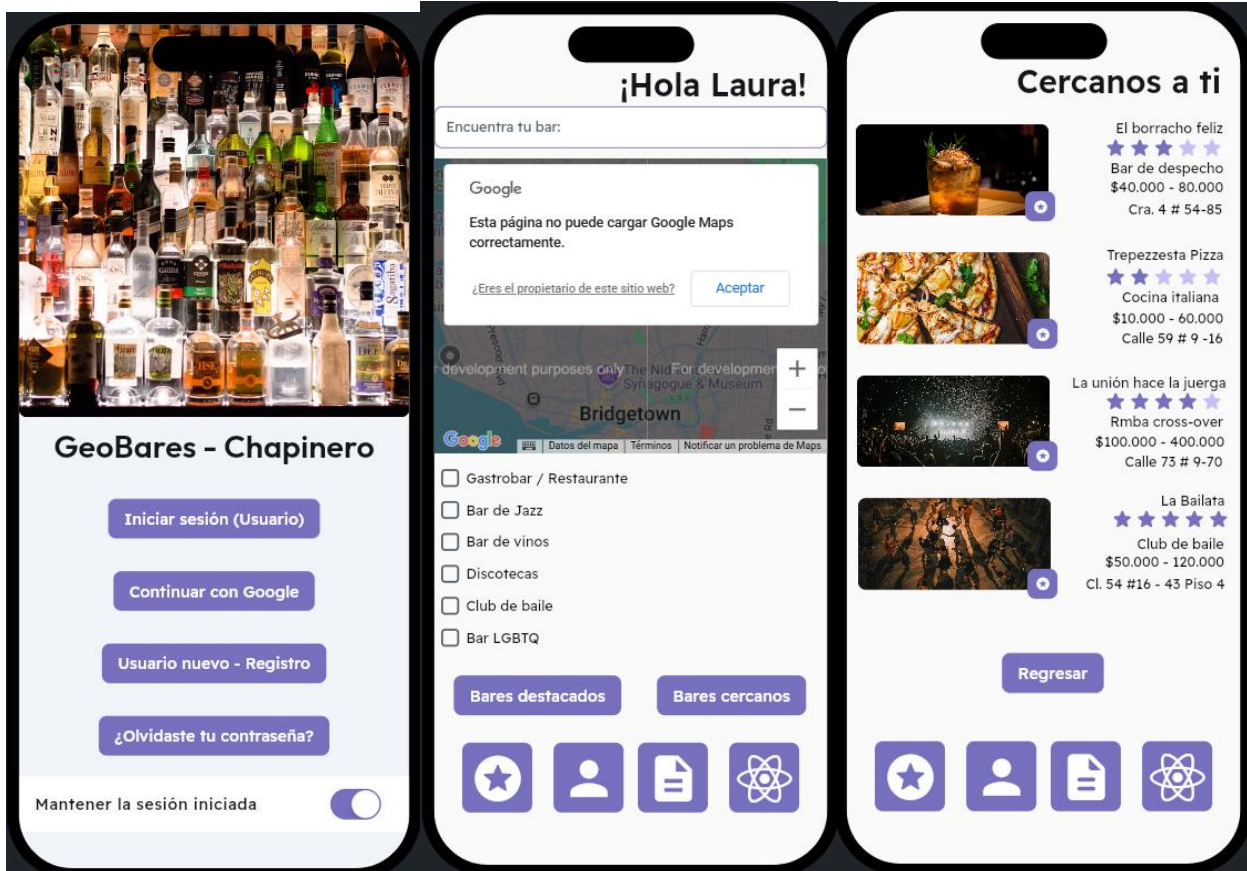 GeoBares - Chapinero
Iniciar sesión (Usuario)
Continuar con Google
Usuario nuevo - Registro
¿Olvidaste tu contraseña?
Mantener la sesión iniciada
¡Hola Laura!
Encuentra tu bar:
Google
Esta página no puede cargar Google Maps
correctamente.
¿Eres el propietario de este sitio web?
Aceptar
development purposes only
For development
Synagogue & Museum
Bridgetown
Google
Datos del mapa
Términos
Notificar un problema de Maps
Gastrobar / Restaurante
Bar de Jazz
Bar de vinos
Discotecas
Club de baile
Bar LGBTQ
Bares destacados
Bares cercanos
Cercanos a ti
El borracho feliz
Bar de despecho
$40.000 - 80.000
Cra. 4 # 54-85
Trepezzesta Pizza
Cocina italiana
$10.000 - 60.000
Calle 59 # 9 -16
La unión hace la juerga
Rmba cross-over
$100.000 - 400.000
Calle 73 # 9-70
La Bailata
Club de baile
$50.000 - 120.000
Cl. 54 #16 - 43 Piso 4
Regresar